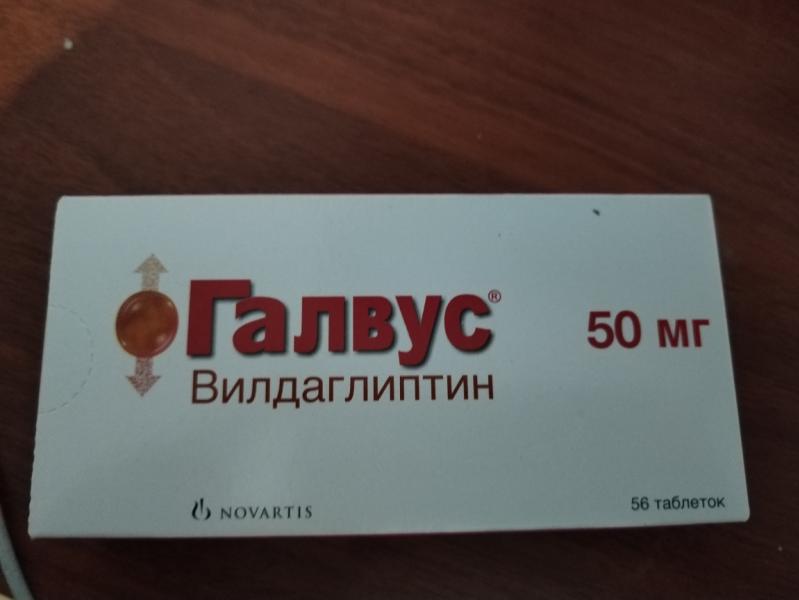 Галвус®
50 мг
Вилдаглиптин
NOVARTIS
56 таблеток